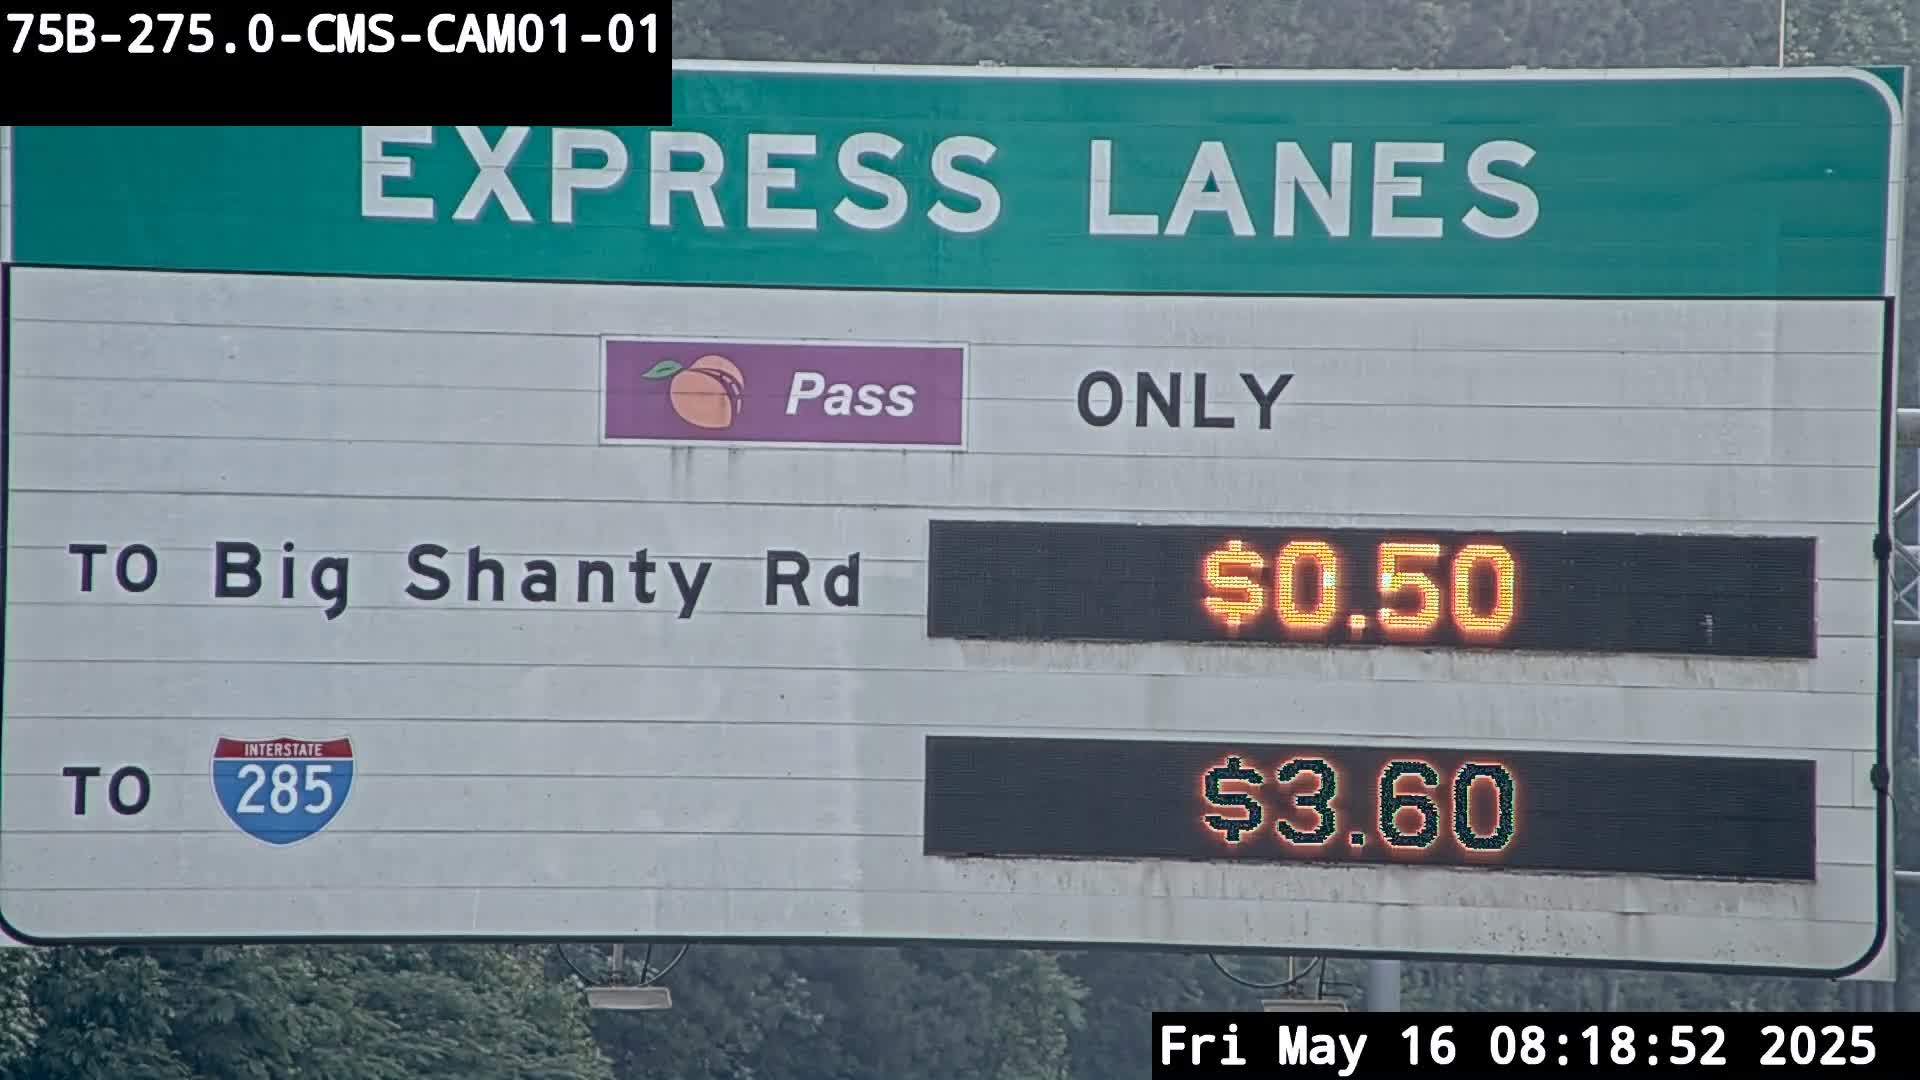 75B-275.0-CMS-CAM01-01
EXPRESS LANES
Pass ONLY
TO Big Shanty Rd $0.50
INTERSTATE
TO 285 $3.60
Fri May 16 08:18:52 2025